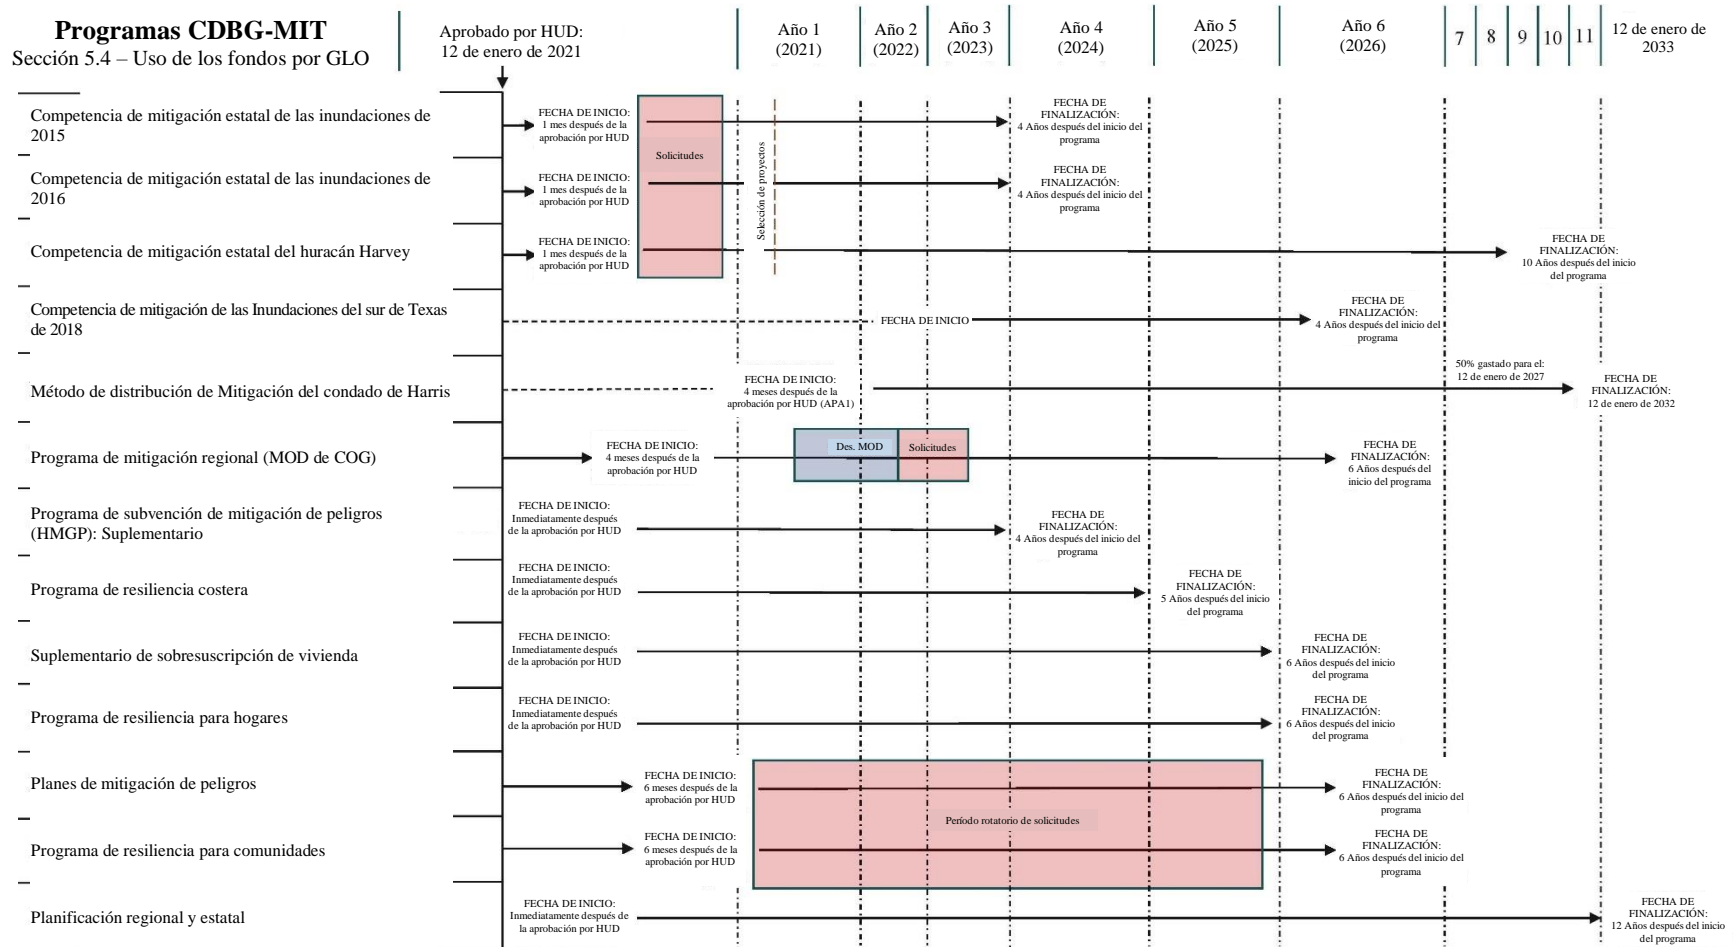 Programas CDBG-MIT
Sección 5.4 – Uso de los fondos por GLO
Aprobado por HUD:
12 de enero de 2021
Año 1
(2021)
Año 2
(2022)
Año 3
(2023)
Año 4
(2024)
Año 5
(2025)
Año 6
(2026)
7
8
9
10
11
12 de enero de
2033
Competencia de mitigación estatal de las inundaciones de
2015
FECHA DE INICIO:
1 mes después de la
aprobación por HUD
Solicitudes
Selección de proyectos
FECHA DE
FINALIZACIÓN:
4 Años después del inicio del
programa
Competencia de mitigación estatal de las inundaciones de
2016
FECHA DE INICIO:
1 mes después de la
aprobación por HUD
FECHA DE
FINALIZACIÓN:
4 Años después del inicio del
programa
Competencia de mitigación estatal del huracán Harvey
FECHA DE INICIO:
1 mes después de la
aprobación por HUD
FECHA DE
FINALIZACIÓN:
10 Años después del inicio
del programa
Competencia de mitigación de las Inundaciones del sur de Texas
de 2018
FECHA DE INICIO
FECHA DE
FINALIZACIÓN:
4 Años después del inicio del
programa
Método de distribución de Mitigación del condado de Harris
FECHA DE INICIO:
4 meses después de la
aprobación por HUD (APA1)
50% gastado para el:
12 de enero de 2027
FECHA DE
FINALIZACIÓN:
12 de enero de 2032
Programa de mitigación regional (MOD de COG)
FECHA DE INICIO:
4 meses después de la
aprobación por HUD
Des. MOD
Solicitudes
FECHA DE
FINALIZACIÓN:
6 Años después del
inicio del programa
Programa de subvención de mitigación de peligros
(HMGP): Suplementario
FECHA DE INICIO:
Inmediatamente después
de la aprobación por HUD
FECHA DE
FINALIZACIÓN:
4 Años después del inicio del
programa
Programa de resiliencia costera
FECHA DE INICIO:
Inmediatamente después
de la aprobación por HUD
FECHA DE
FINALIZACIÓN:
5 Años después del inicio
del programa
Suplementario de sobresuscripción de vivienda
FECHA DE INICIO:
Inmediatamente después
de la aprobación por HUD
FECHA DE
FINALIZACIÓN:
6 Años después del inicio
del programa
Programa de resiliencia para hogares
FECHA DE INICIO:
Inmediatamente después
de la aprobación por HUD
FECHA DE
FINALIZACIÓN:
6 Años después del inicio
del programa
Planes de mitigación de peligros
FECHA DE INICIO:
6 meses después de la
aprobación por HUD
FECHA DE
FINALIZACIÓN:
6 Años después del inicio del
programa
Período rotatorio de solicitudes
Programa de resiliencia para comunidades
FECHA DE INICIO:
6 meses después de la
aprobación por HUD
FECHA DE
FINALIZACIÓN:
6 Años después del inicio del
programa
Planificación regional y estatal
FECHA DE INICIO:
Inmediatamente después de
la aprobación por HUD
FECHA DE
FINALIZACIÓN:
12 Años después del inicio
del programa